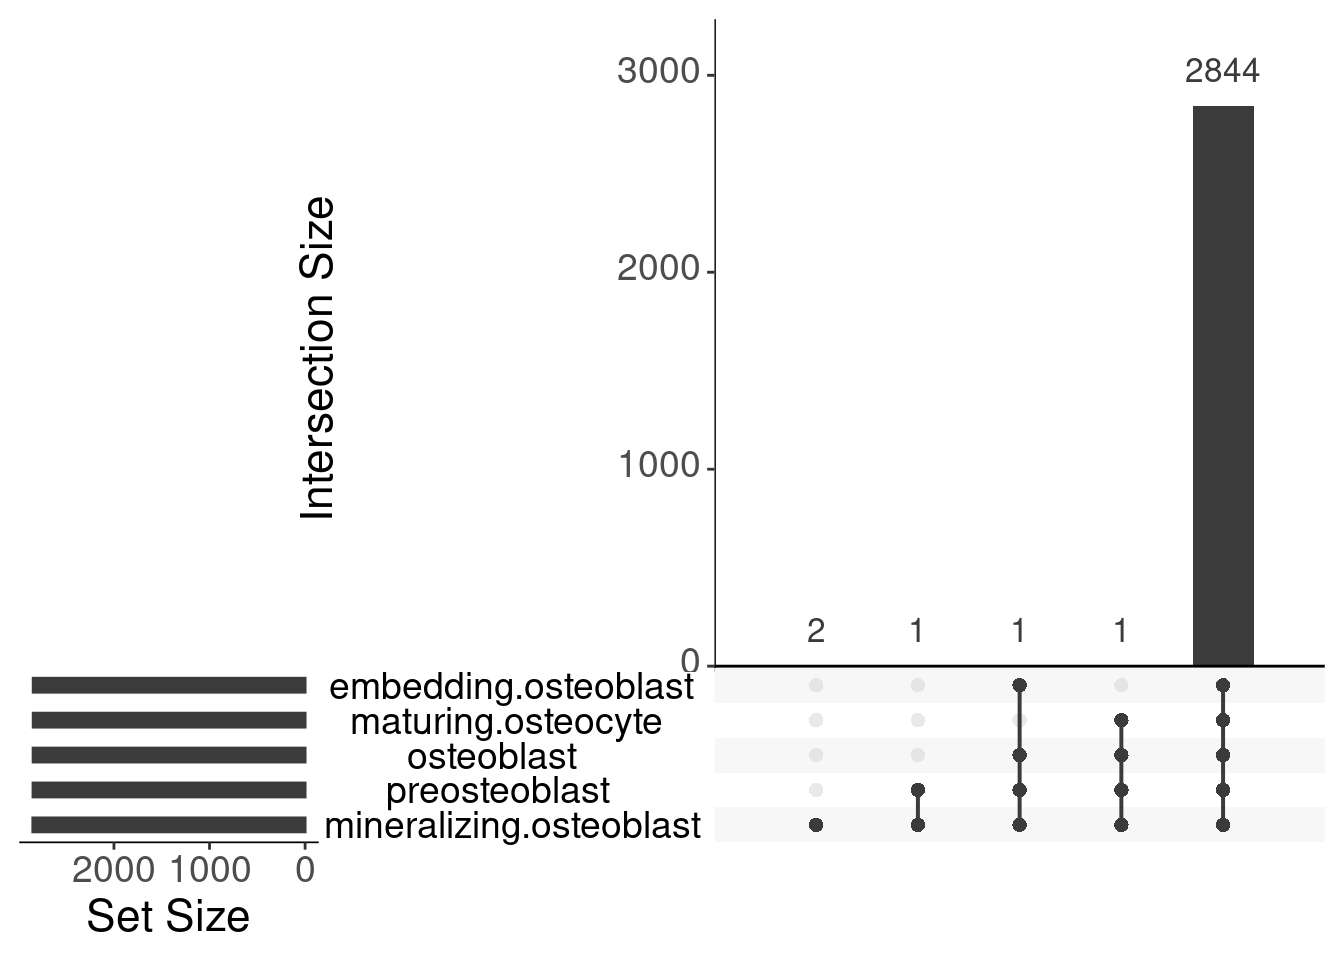 Intersection Size
3000
2000
1000
0
2844
2
1
1
1
embedding.osteoblast
maturing.osteocyte
osteoblast
preosteoblast
mineralizing.osteoblast
2000 1000 0
Set Size